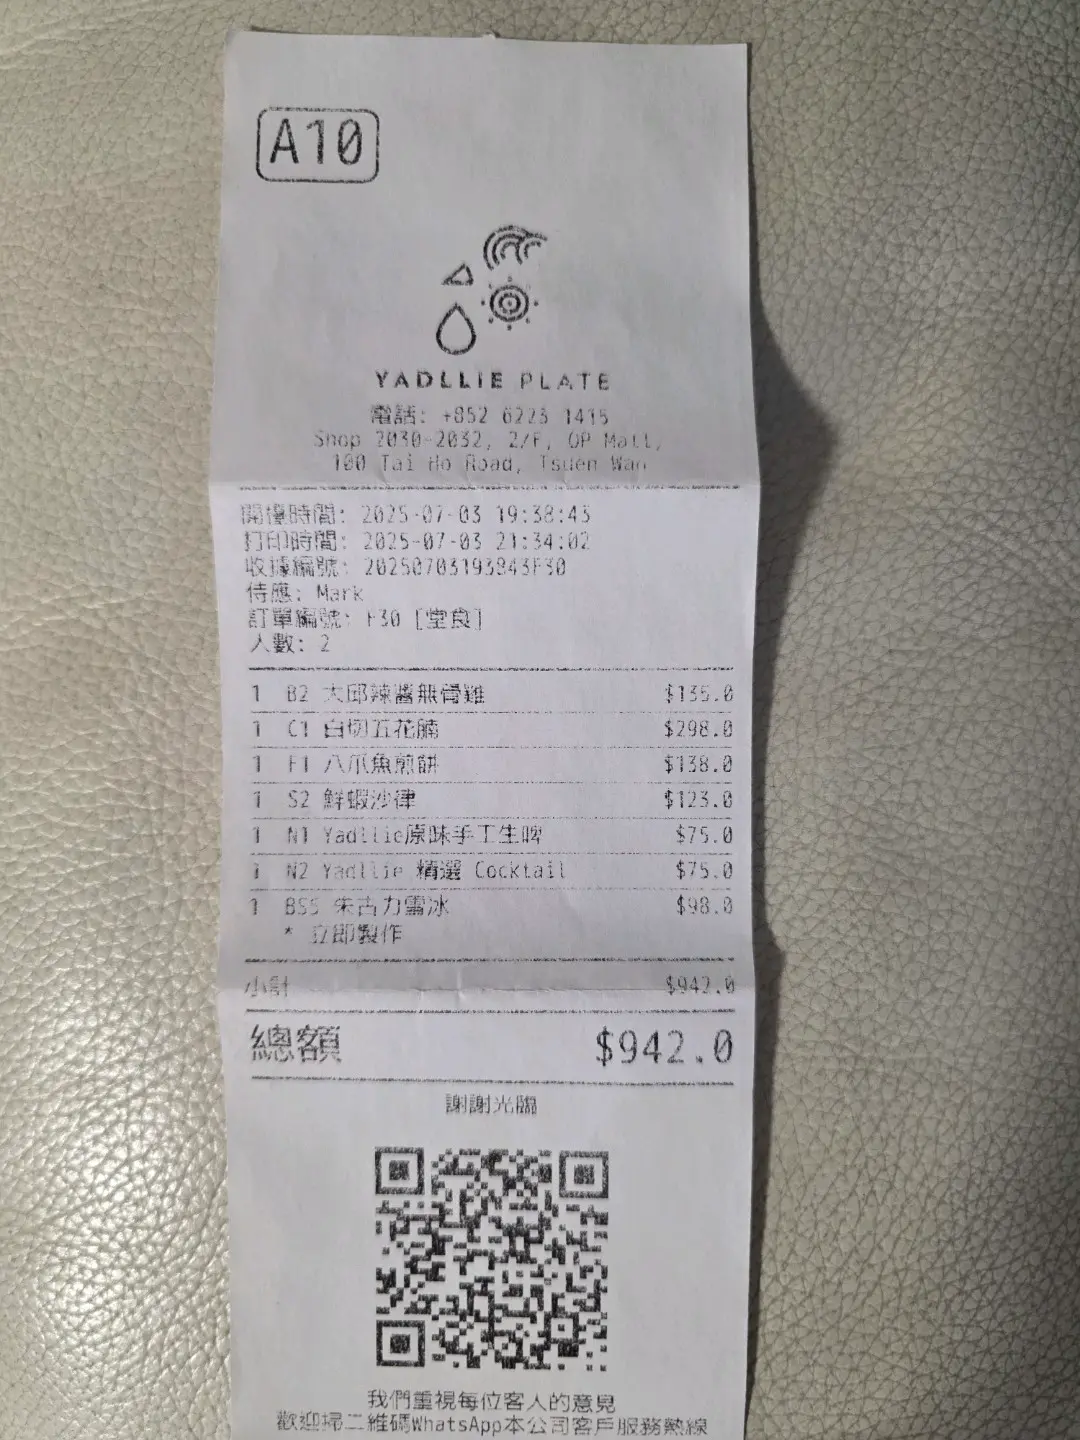 A10
YADLLIE PLATE
電話: +852 6223 1415
Shop 2030-2032, 2/F, OP Mall,
100 Tai Ho Road, Tsuen Wan
開檯時間: 2025-07-03 19:38:43
打印時間: 2025-07-03 21:34:02
收據編號: 20250703193843F30
侍應: Mark
訂單編號: F30 [堂食]
人數: 2
1 B2 大邱辣醬無骨雞 $135.0
1 C1 白切五花腩 $298.0
1 F1 八爪魚煎餅 $138.0
1 S2 鮮蝦沙律 $123.0
1 N1 Yadllie原味手工生啤 $75.0
1 N2 Yadllie 精選 Cocktail $75.0
1 BS5 朱古力雪冰 $98.0
* 立即製作
小計 $942.0
總額 $942.0
謝謝光臨
我們重視每位客人的意見
歡迎掃二維碼WhatsApp本公司客戶服務熱線